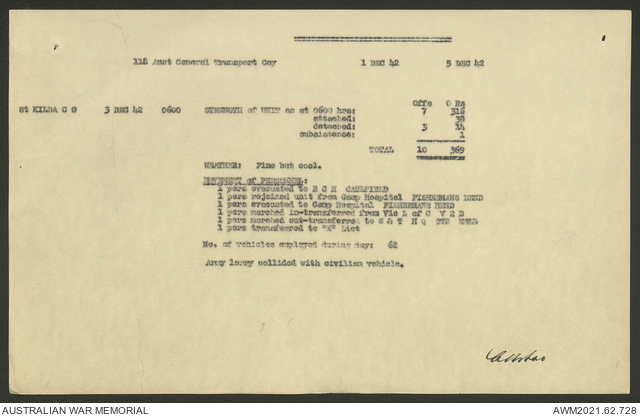 118 Aust General Transport Coy 1 DEC 42 5 DEC 42
Offs O Rs
St KILDA C G 3 DEC 42 0600 STRENGTH of UNIT as at 0600 hrs: 7 316
attached: 38
detached: 3 14
subsistence: 1
TOTAL 10 369
WEATHER: Fine but cool.
MOVEMENT of PERSONNEL:
1 pers evacuated to R C H CAULFIELD
1 pers rejoined unit from Camp Hospital FISHERMANS BEND
1 pers evacuated to Camp Hospital FISHERMANS BEND
1 pers marched in-transferred from Vic L of C V E D
1 pers marched out-transferred to S & T H Q
1 pers transferred to "X" List
No. of vehicles employed during day: 62
Army lorry collided with civilian vehicle.
AUSTRALIAN WAR MEMORIAL AWM2021.62.728